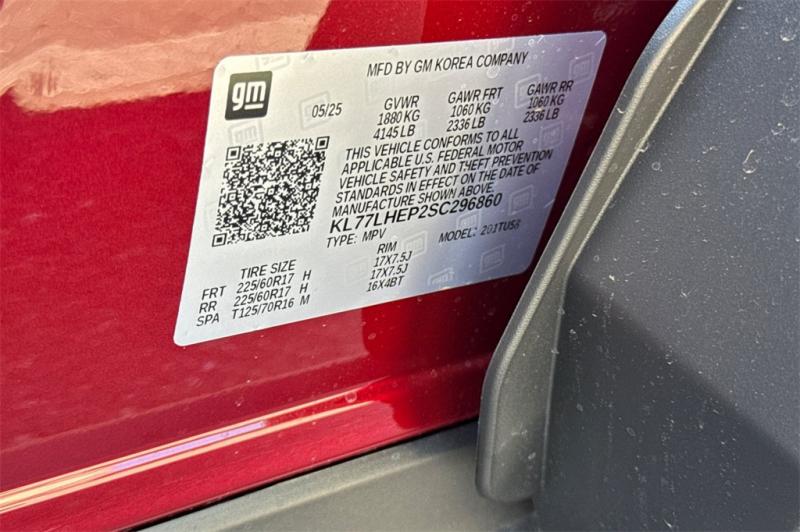 gm
MFD BY GM KOREA COMPANY
05/25 GVWR GAWR FRT GAWR RR
1880 KG 1060 KG 1060 KG
4145 LB 2336 LB 2336 LB
THIS VEHICLE CONFORMS TO ALL
APPLICABLE U.S. FEDERAL MOTOR
VEHICLE SAFETY AND THEFT PREVENTION
STANDARDS IN EFFECT ON THE DATE OF
MANUFACTURE SHOWN ABOVE.
KL77LHEP2SC296860
TYPE: MPV MODEL: 201TU58
TIRE SIZE RIM
FRT 225/60R17 H 17X7.5J
RR 225/60R17 H 17X7.5J
SPA T125/70R16 M 16X4BT